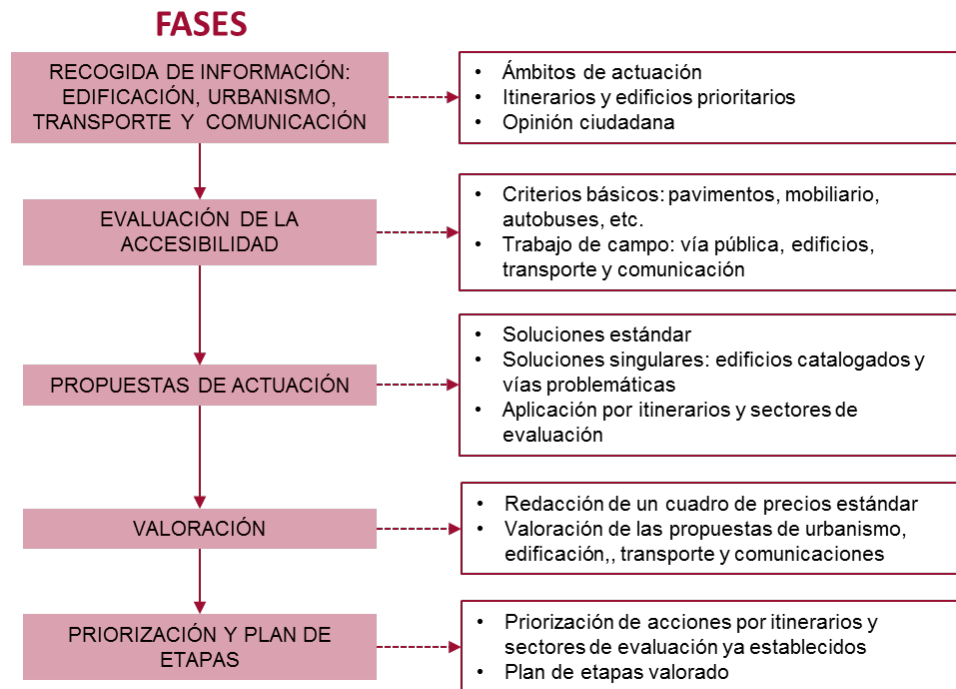 FASES
RECOGIDA DE INFORMACIÓN:
EDIFICACIÓN, URBANISMO,
TRANSPORTE Y COMUNICACIÓN
• Ámbitos de actuación
• Itinerarios y edificios prioritarios
• Opinión ciudadana
EVALUACIÓN DE LA
ACCESIBILIDAD
• Criterios básicos: pavimentos, mobiliario,
autobuses, etc.
• Trabajo de campo: vía pública, edificios,
transporte y comunicación
PROPUESTAS DE ACTUACIÓN
• Soluciones estándar
• Soluciones singulares: edificios catalogados y
vías problemáticas
• Aplicación por itinerarios y sectores de
evaluación
VALORACIÓN
• Redacción de un cuadro de precios estándar
• Valoración de las propuestas de urbanismo,
edificación,, transporte y comunicaciones
PRIORIZACIÓN Y PLAN DE
ETAPAS
• Priorización de acciones por itinerarios y
sectores de evaluación ya establecidos
• Plan de etapas valorado